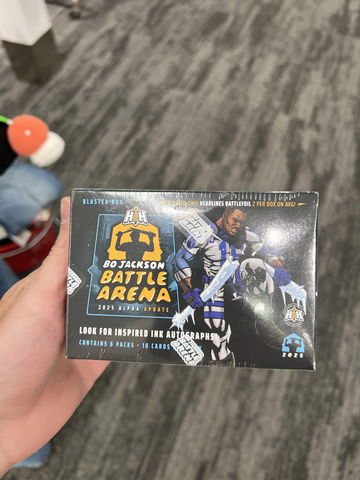 BLASTER BOX
ONLY HEADLINES BATTLEFOIL 2 PER BOX ON AVG!
BO JACKSON
BATTLE
ARENA
2025 ALPHA UPDATE
LOOK FOR INSPIRED INK AUTOGRAPHS
CONTAINS 6 PACKS - 10 CARDS
2025